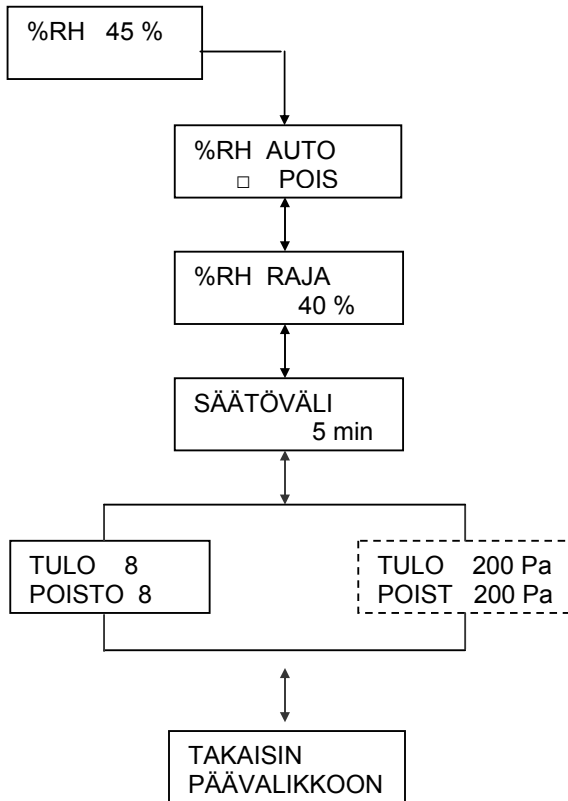 %RH 45 %
%RH AUTO
□ POIS
%RH RAJA
40 %
SÄÄTÖVÄLI
5 min
TULO 8
POISTO 8
TULO 200 Pa
POIST 200 Pa
TAKAISIN
PÄÄVALIKKOON